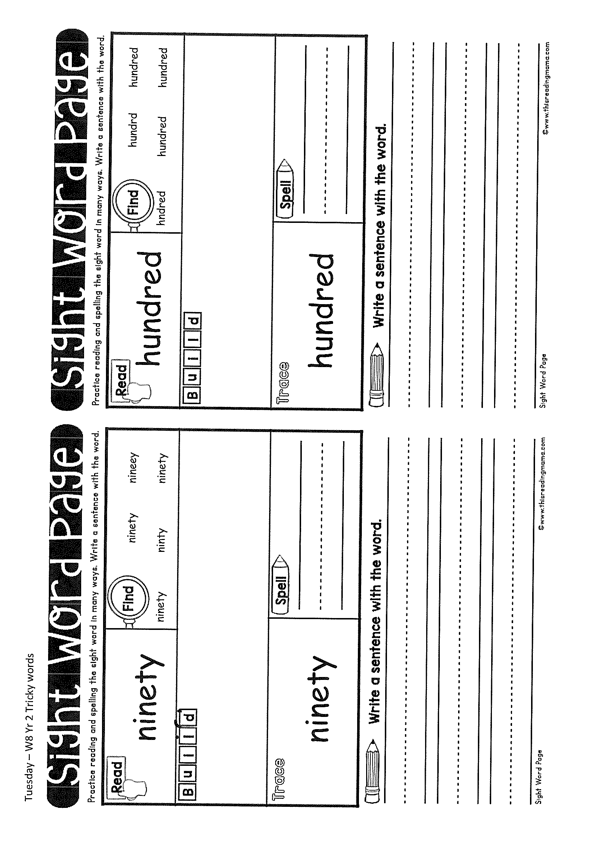 Tuesday – W8 Yr 2 Tricky words
Sight Word Page
Practice reading and spelling the sight word in many ways. Write a sentence with the word.
Read
ninety
Find
ninety nineey
ninety ninty ninety
Build
Trace
ninety
Spell
Write a sentence with the word.
Sight Word Page
©www.thisreadingmama.com
Sight Word Page
Practice reading and spelling the sight word in many ways. Write a sentence with the word.
Read
hundred
Find
hundrd hundred
hndred hundred hundred
Build
Trace
hundred
Spell
Write a sentence with the word.
Sight Word Page
©www.thisreadingmama.com